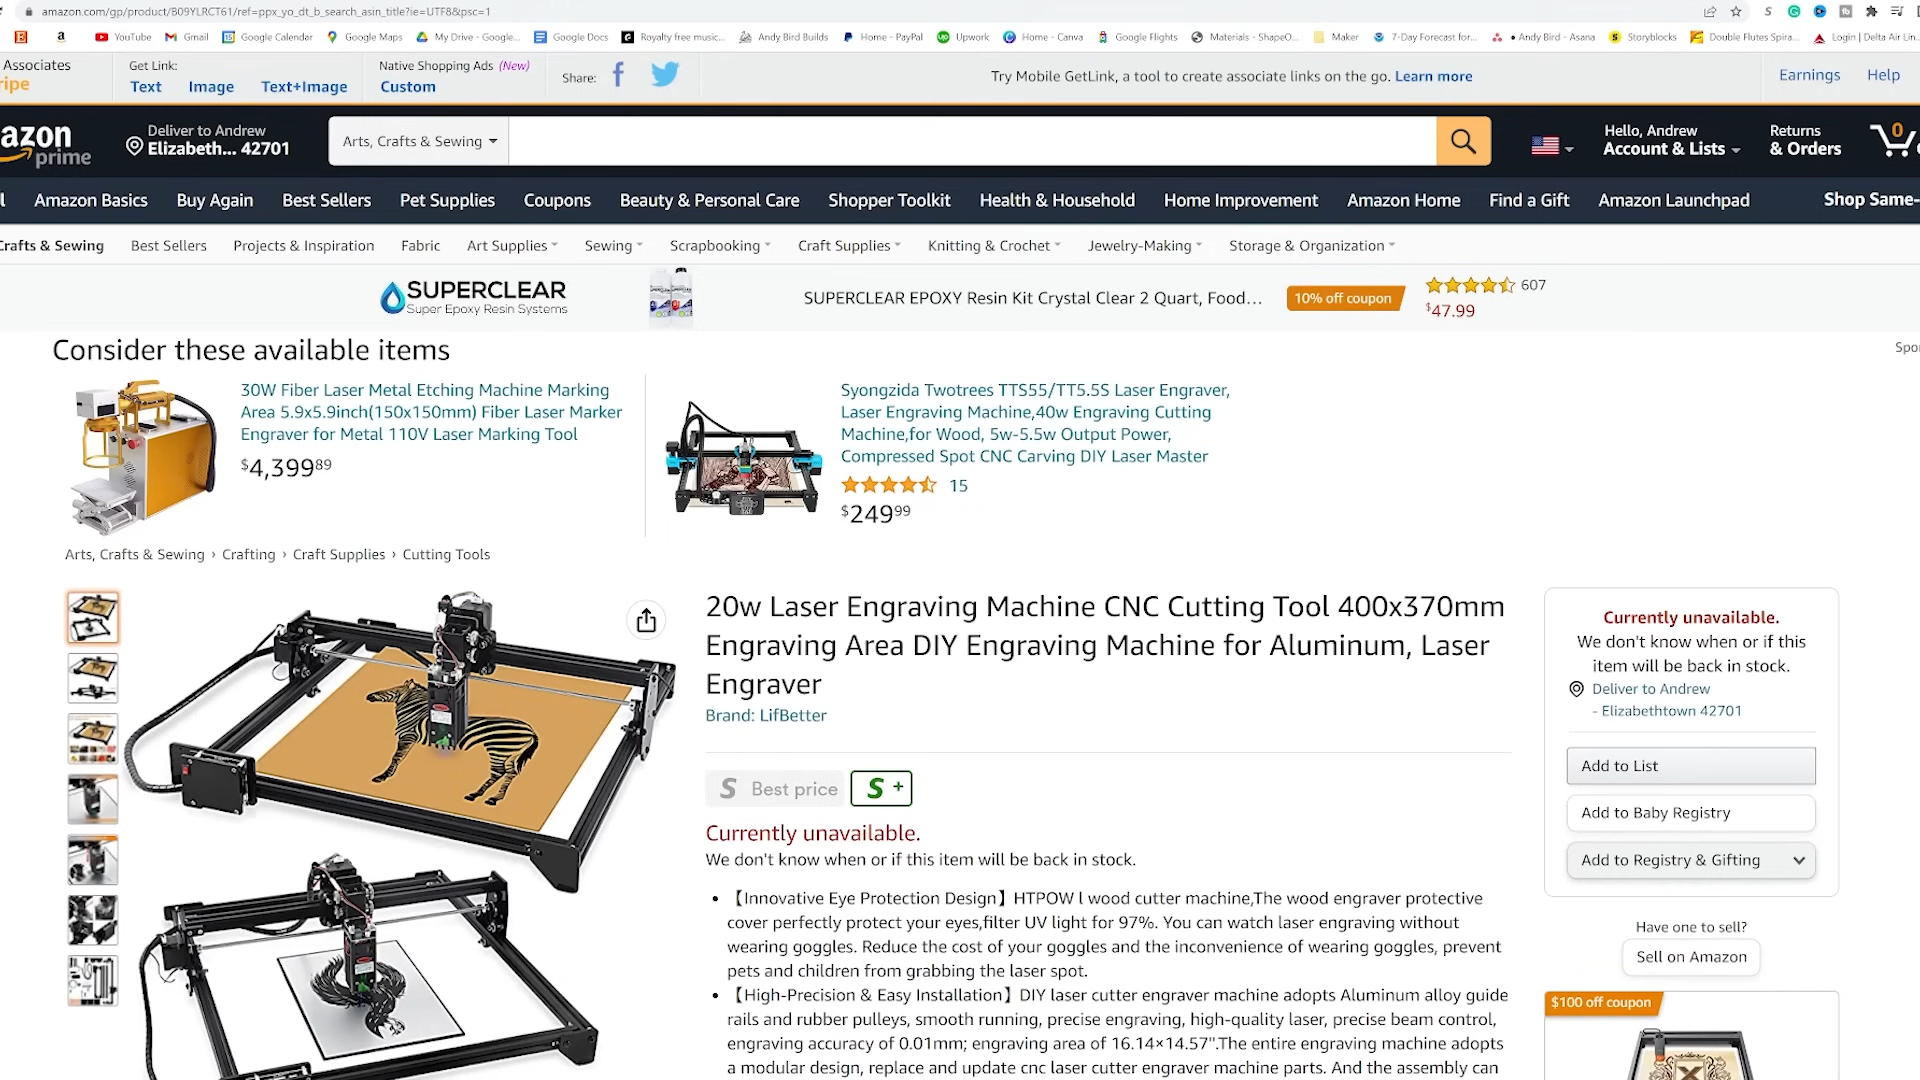 amazon.com/gp/product/B09YLRCT61/ref=ppx_yo_dt_b_search_asin_title?ie=UTF8&psc=1
YouTube Gmail Google Calendar Google Maps My Drive - Google... Google Docs Royalty free music... Andy Bird Builds Home - PayPal Upwork Home - Canva Google Flights Materials - ShapeO... Maker 7-Day Forecast for... • Andy Bird - Asana Storyblocks Double Flutes Spira... Login | Delta Air Lin...
Associates
ripe
Get Link:
Text Image Text+Image
Native Shopping Ads (New)
Custom
Share:
Try Mobile GetLink, a tool to create associate links on the go. Learn more
Earnings Help
azon
prime
Deliver to Andrew
Elizabeth... 42701
Arts, Crafts & Sewing
Hello, Andrew
Account & Lists
Returns
& Orders
0
l Amazon Basics Buy Again Best Sellers Pet Supplies Coupons Beauty & Personal Care Shopper Toolkit Health & Household Home Improvement Amazon Home Find a Gift Amazon Launchpad Shop Same-
Crafts & Sewing Best Sellers Projects & Inspiration Fabric Art Supplies Sewing Scrapbooking Craft Supplies Knitting & Crochet Jewelry-Making Storage & Organization
SUPERCLEAR
Super Epoxy Resin Systems
SUPERCLEAR EPOXY Resin Kit Crystal Clear 2 Quart, Food...
10% off coupon
607
$47.99
Consider these available items
Spo
30W Fiber Laser Metal Etching Machine Marking
Area 5.9x5.9inch(150x150mm) Fiber Laser Marker
Engraver for Metal 110V Laser Marking Tool
$4,39989
Syongzida Twotrees TTS55/TT5.5S Laser Engraver,
Laser Engraving Machine,40w Engraving Cutting
Machine,for Wood, 5w-5.5w Output Power,
Compressed Spot CNC Carving DIY Laser Master
15
$24999
Arts, Crafts & Sewing › Crafting › Craft Supplies › Cutting Tools
20w Laser Engraving Machine CNC Cutting Tool 400x370mm
Engraving Area DIY Engraving Machine for Aluminum, Laser
Engraver
Brand: LifBetter
S Best price S +
Currently unavailable.
We don't know when or if this item will be back in stock.
• 【Innovative Eye Protection Design】HTPOW l wood cutter machine,The wood engraver protective
cover perfectly protect your eyes,filter UV light for 97%. You can watch laser engraving without
wearing goggles. Reduce the cost of your goggles and the inconvenience of wearing goggles, prevent
pets and children from grabbing the laser spot.
• 【High-Precision & Easy Installation】DIY laser cutter engraver machine adopts Aluminum alloy guide
rails and rubber pulleys, smooth running, precise engraving, high-quality laser, precise beam control,
engraving accuracy of 0.01mm; engraving area of 16.14×14.57".The entire engraving machine adopts
a modular design, replace and update cnc laser cutter engraver machine parts. And the assembly can
Currently unavailable.
We don't know when or if this
item will be back in stock.
Deliver to Andrew
- Elizabethtown 42701
Add to List
Add to Baby Registry
Add to Registry & Gifting
Have one to sell?
Sell on Amazon
$100 off coupon